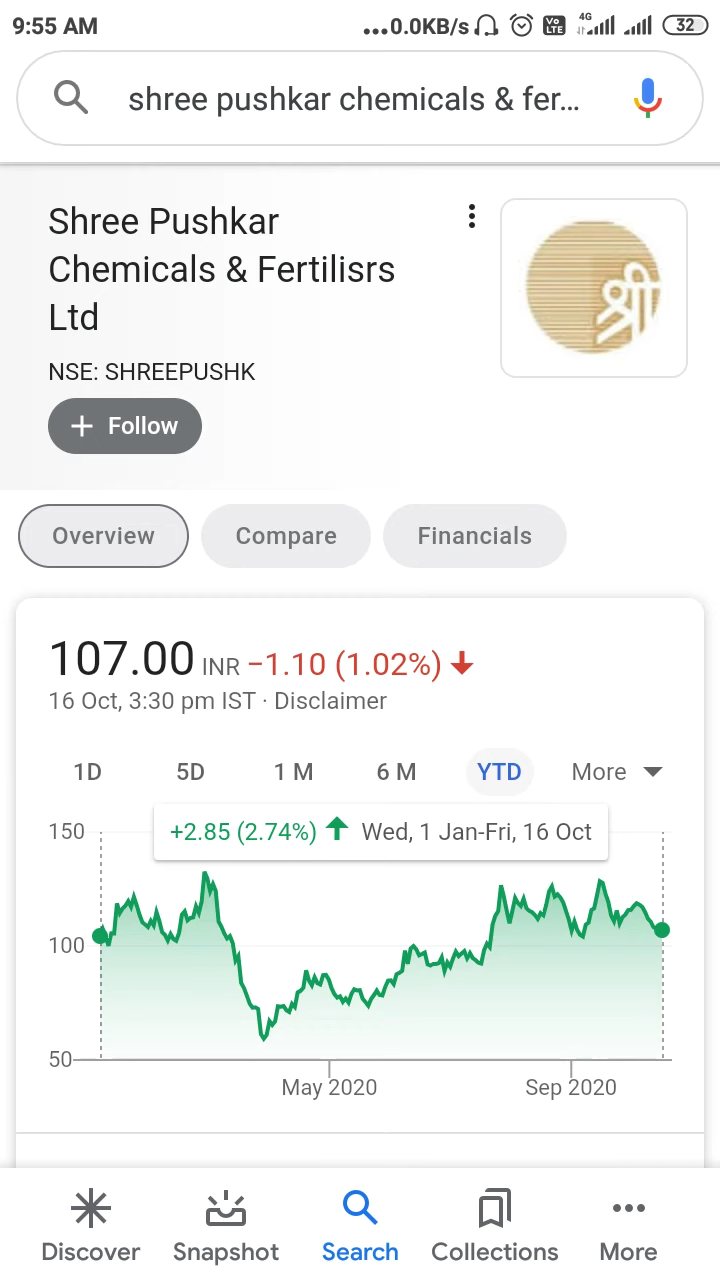 9:55 AM ...0.0KB/s Vo LTE 4G 32
shree pushkar chemicals & fer...
Shree Pushkar
Chemicals & Fertilisrs
Ltd
श्री
NSE: SHREEPUSHK
+ Follow
Overview Compare Financials
107.00 INR −1.10 (1.02%)
16 Oct, 3:30 pm IST · Disclaimer
1D 5D 1 M 6 M YTD More
+2.85 (2.74%) Wed, 1 Jan-Fri, 16 Oct
150
100
50
May 2020 Sep 2020
Discover Snapshot Search Collections More